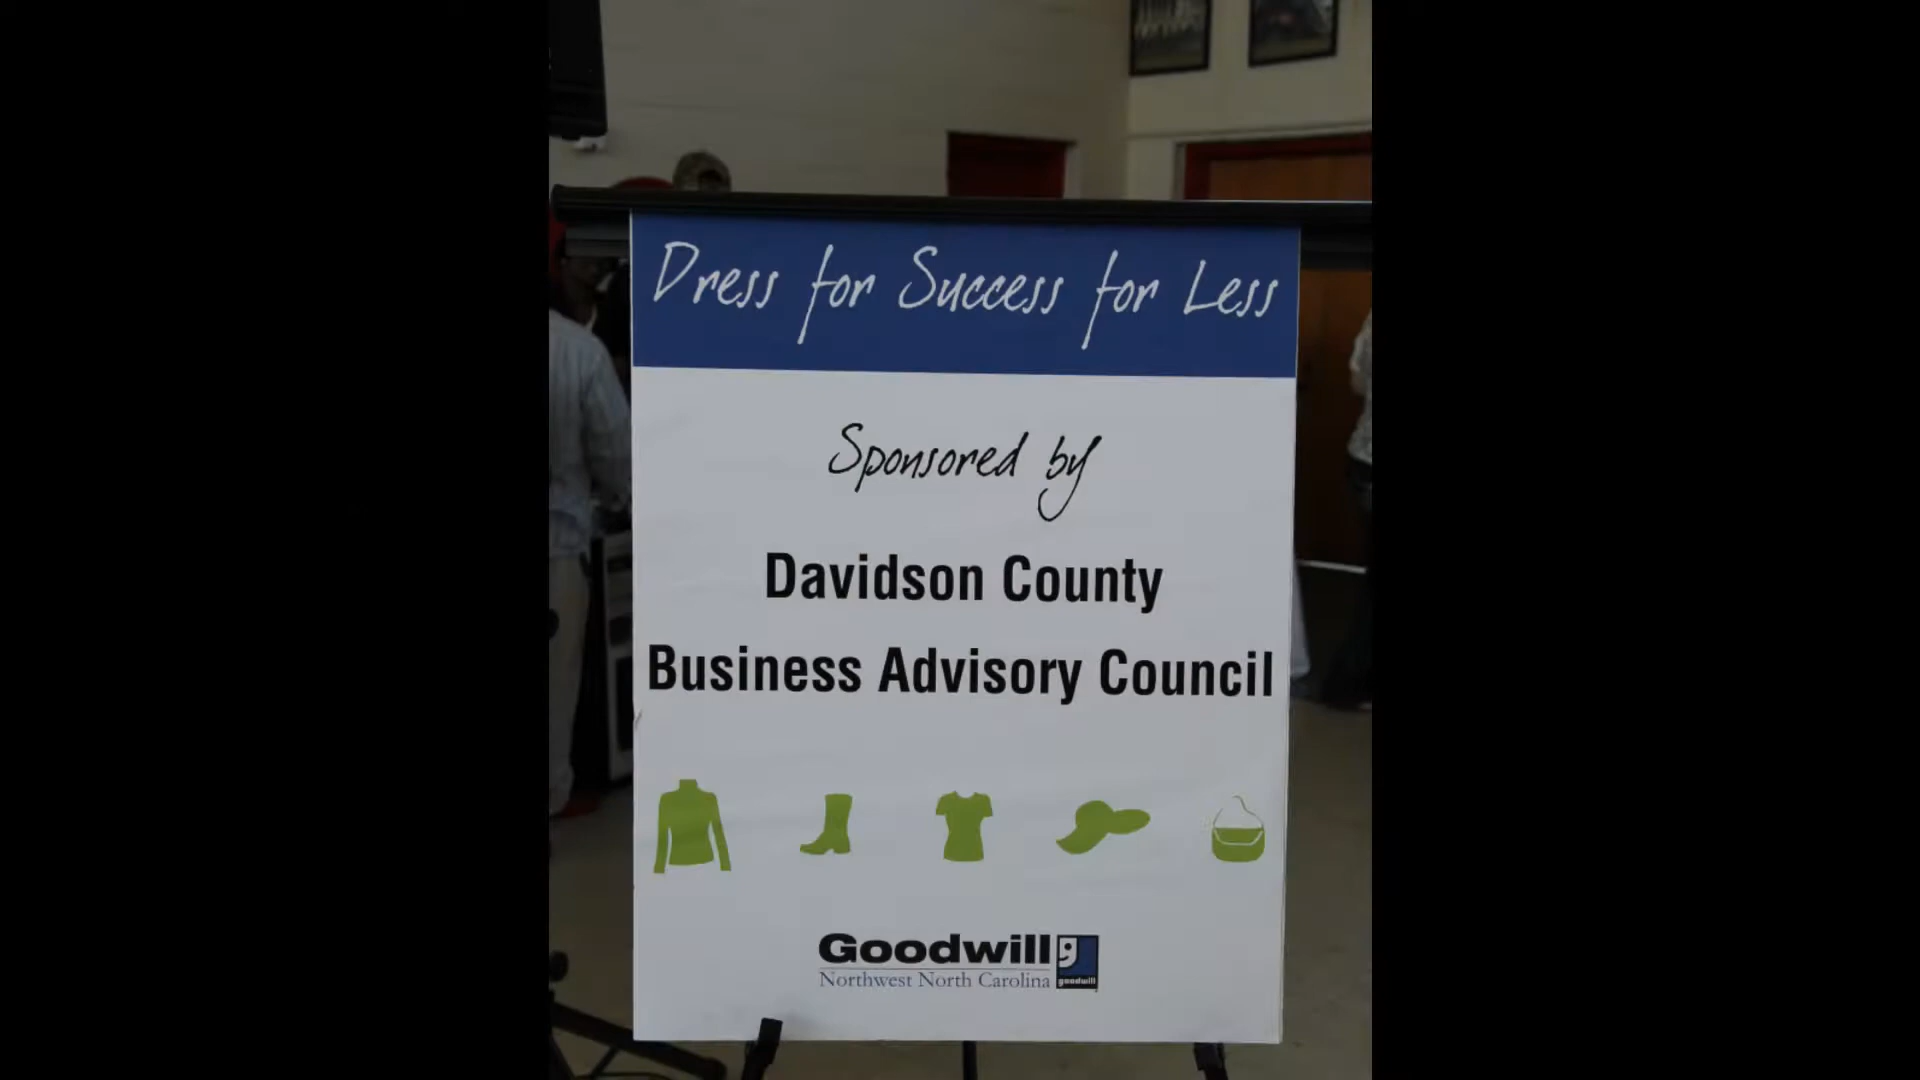 Dress for Success for Less
Sponsored by
Davidson County
Business Advisory Council
Goodwill
Northwest North Carolina
goodwill